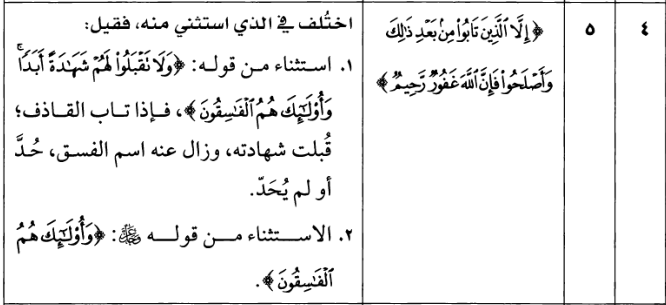 ٤
٥
﴿إِلَّا الَّذِينَ تَابُوا مِنْ بَعْدِ ذَٰلِكَ
وَأَصْلَحُوا فَإِنَّ اللَّهَ غَفُورٌ رَّحِيمٌ﴾
اختُلف في الذي استثني منه، فقيل:
١. استثناء من قوله: ﴿وَلَا تَقْبَلُوا لَهُمْ شَهَادَةً أَبَدًا ۚ
وَأُولَٰئِكَ هُمُ الْفَاسِقُونَ﴾، فإذا تاب القاذف؛
قُبلت شهادته، وزال عنه اسم الفسق، حُدَّ
أو لم يُحَدّ.
٢. الاستثناء من قوله ﷻ: ﴿وَأُولَٰئِكَ هُمُ
الْفَاسِقُونَ﴾.